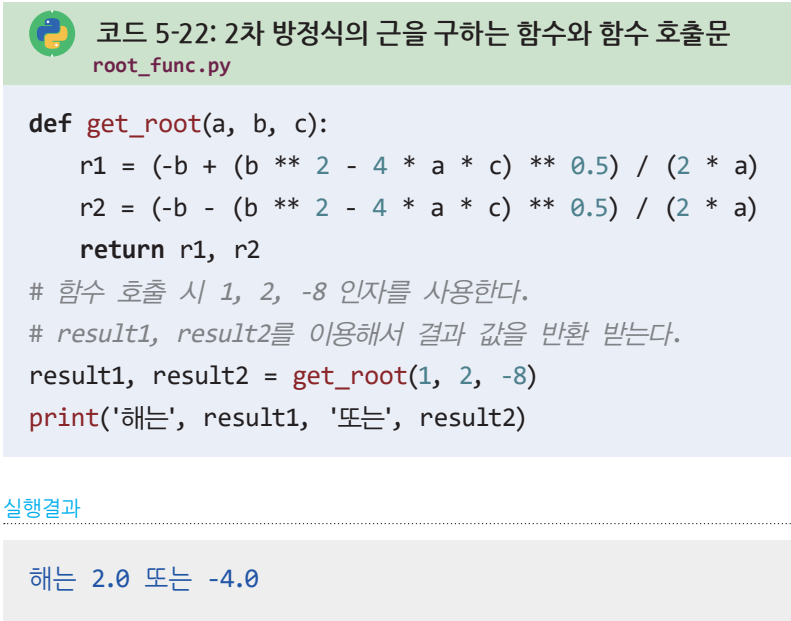 코드 5-22: 2차 방정식의 근을 구하는 함수와 함수 호출문
root_func.py
def get_root(a, b, c):
    r1 = (-b + (b ** 2 - 4 * a * c) ** 0.5) / (2 * a)
    r2 = (-b - (b ** 2 - 4 * a * c) ** 0.5) / (2 * a)
    return r1, r2
# 함수 호출 시 1, 2, -8 인자를 사용한다.
# result1, result2를 이용해서 결과 값을 반환 받는다.
result1, result2 = get_root(1, 2, -8)
print('해는', result1, '또는', result2)
실행결과
해는 2.0 또는 -4.0